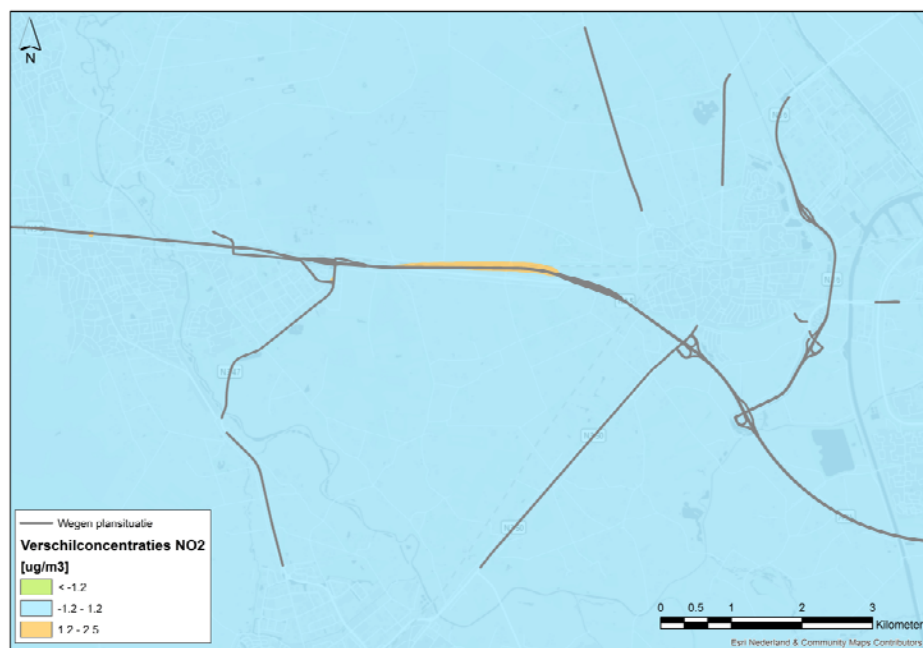 N
Wegen plansituatie
Verschilconcentraties NO2
[ug/m3]
< -1.2
-1.2 - 1.2
1.2 - 2.5
0 0.5 1 2 3
Kilometer
Esri Nederland & Community Maps Contributors